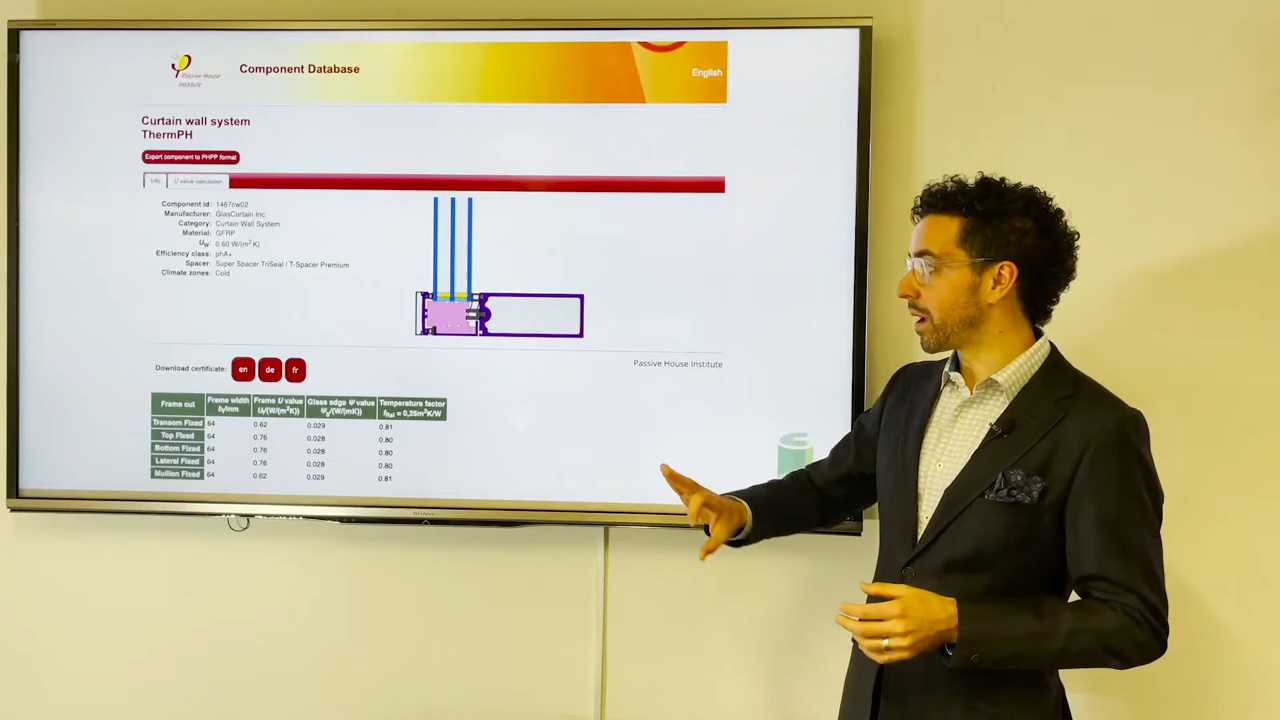 Passive House
Institute
Component Database
English
Curtain wall system
ThermPH
Export component to PHPP format
Info
U value calculation
Component id: 1467cw02
Manufacturer: GlasCurtain Inc.
Category: Curtain Wall System
Material: GFRP
UW: 0.60 W/(m² K)
Efficiency class: phA+
Spacer: Super Spacer TriSeal / T-Spacer Premium
Climate zones: Cold
Passive House Institute
Download certificate: en de fr
Frame cut Frame width bf/mm Frame U value Uf/(W/(m²K)) Glass edge Ψ value Ψg/(W/(mK)) Temperature factor fRsi = 0,25m²K/W
Transom Fixed 64 0.62 0.029 0.81
Top Fixed 64 0.76 0.028 0.80
Bottom Fixed 64 0.76 0.028 0.80
Lateral Fixed 64 0.76 0.028 0.80
Mullion Fixed 64 0.62 0.029 0.81